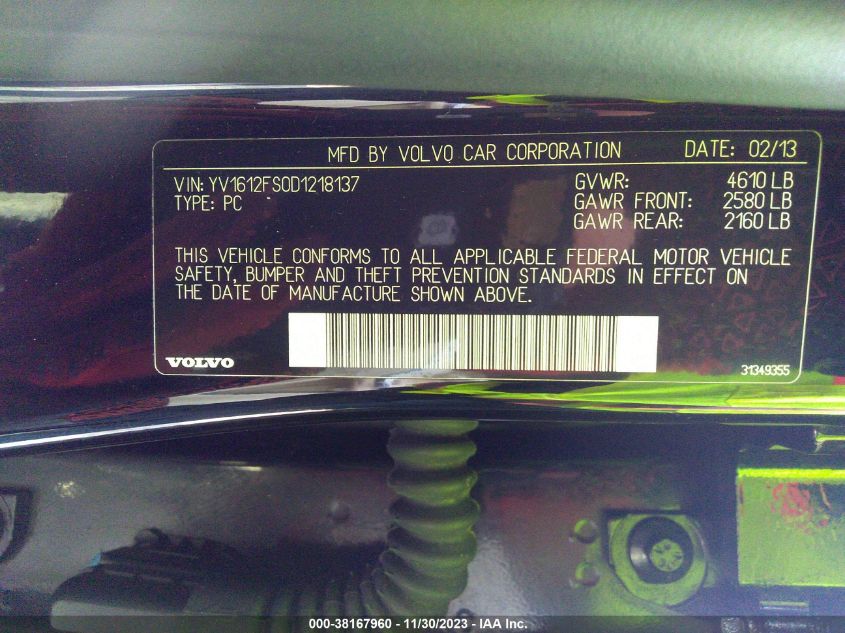 MFD BY VOLVO CAR CORPORATION DATE: 02/13
VIN: YV1612FS0D1218137 GVWR: 4610 LB
TYPE: PC GAWR FRONT: 2580 LB
GAWR REAR: 2160 LB
THIS VEHICLE CONFORMS TO ALL APPLICABLE FEDERAL MOTOR VEHICLE
SAFETY, BUMPER AND THEFT PREVENTION STANDARDS IN EFFECT ON
THE DATE OF MANUFACTURE SHOWN ABOVE.
VOLVO 31349355
000-38167960 - 11/30/2023 - IAA Inc.